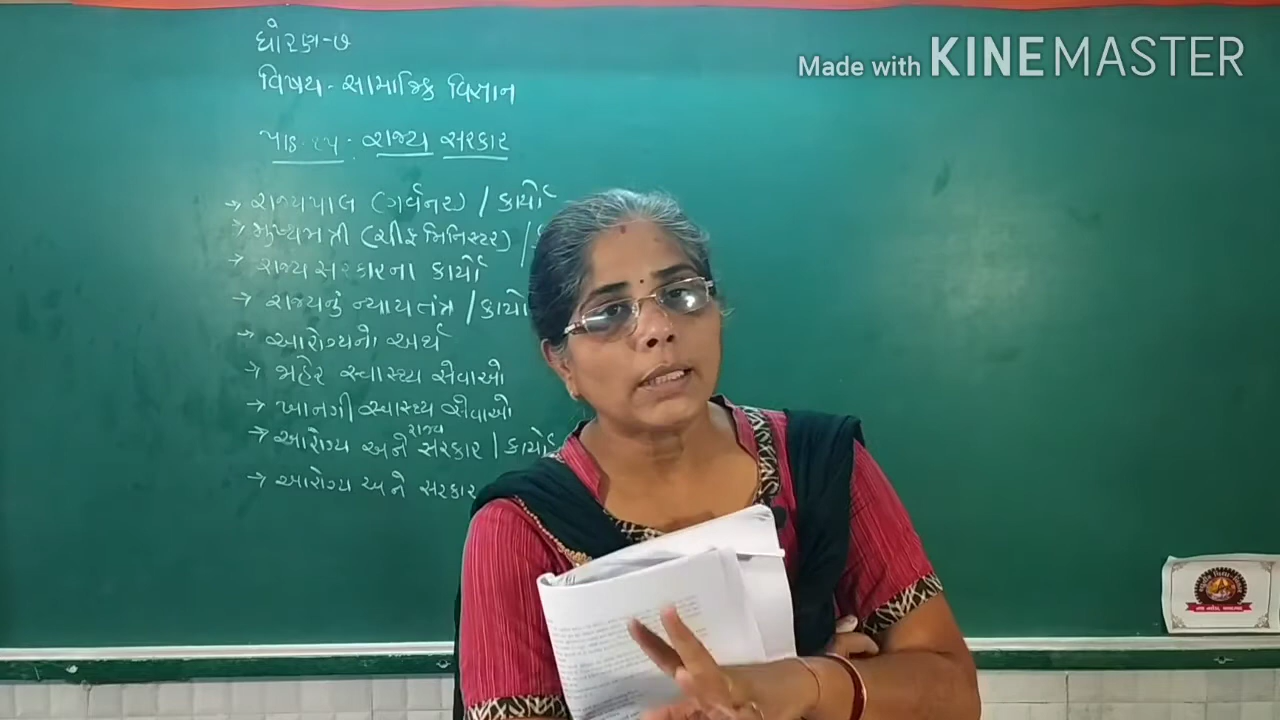 ધોરણ-૭
Made with KINEMASTER
વિષય - સામાજિક વિજ્ઞાન
પાઠ-૧૫ - રાજ્ય સરકાર
→ રાજ્યપાલ (ગર્વનર) / કાર્યો
→ મુખ્યમંત્રી (ચીફ મિનિસ્ટર) /
→ રાજ્ય સરકારના કાર્યો
→ રાજ્યનું ન્યાયતંત્ર / કાર્યો
→ આરોગ્યનો અર્થ
→ જાહેર સ્વાસ્થ્ય સેવાઓ
→ ખાનગી સ્વાસ્થ્ય સેવાઓ
→ આરોગ્ય અને રાજ્ય સરકાર / કાર્યો
→ આરોગ્ય અને સરકાર